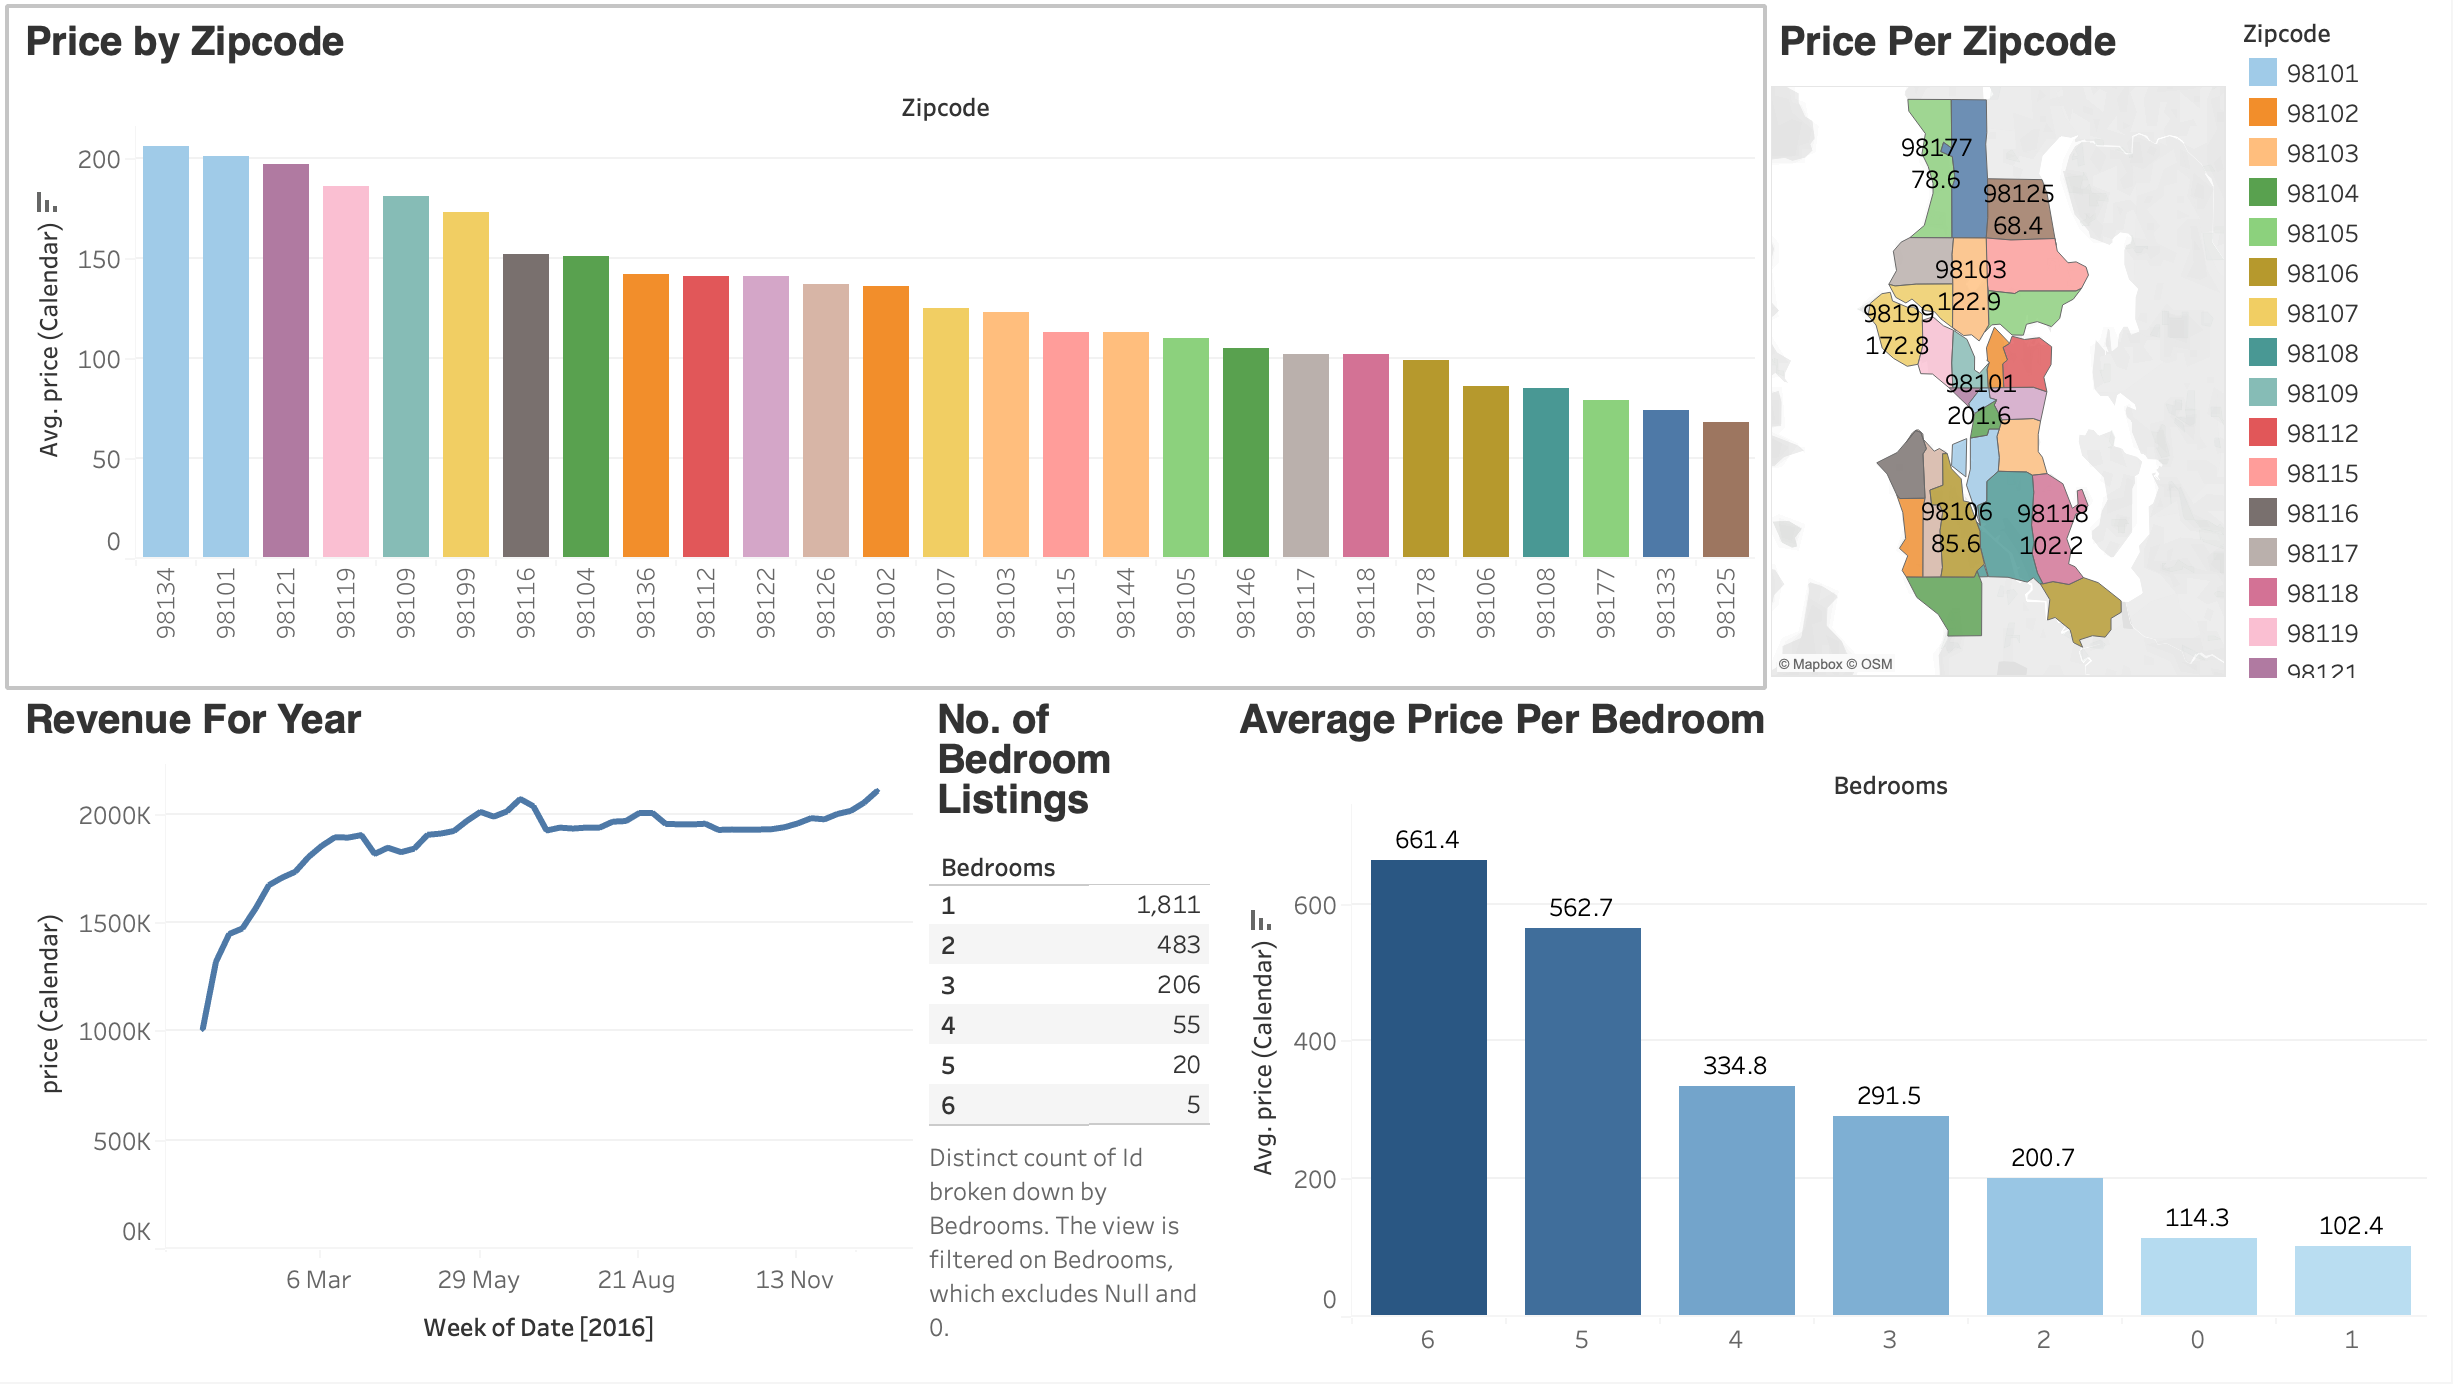 Price by Zipcode
Zipcode
Avg. price (Calendar)
200
150
100
50
0
98134 98101 98121 98119 98109 98199 98116 98104 98136 98112 98122 98126 98102 98107 98103 98115 98144 98105 98146 98117 98118 98178 98106 98108 98177 98133 98125
Price Per Zipcode
98177
78.6
98125
68.4
98103
122.9
98199
172.8
98101
201.6
98106
85.6
98118
102.2
© Mapbox © OSM
Zipcode
98101
98102
98103
98104
98105
98106
98107
98108
98109
98112
98115
98116
98117
98118
98119
98121
Revenue For Year
price (Calendar)
2000K
1500K
1000K
500K
0K
6 Mar 29 May 21 Aug 13 Nov
Week of Date [2016]
No. of
Bedroom
Listings
Bedrooms
1 1,811
2 483
3 206
4 55
5 20
6 5
Distinct count of Id
broken down by
Bedrooms. The view is
filtered on Bedrooms,
which excludes Null and
0.
Average Price Per Bedroom
Bedrooms
Avg. price (Calendar)
600
400
200
0
661.4
562.7
334.8
291.5
200.7
114.3
102.4
6 5 4 3 2 0 1